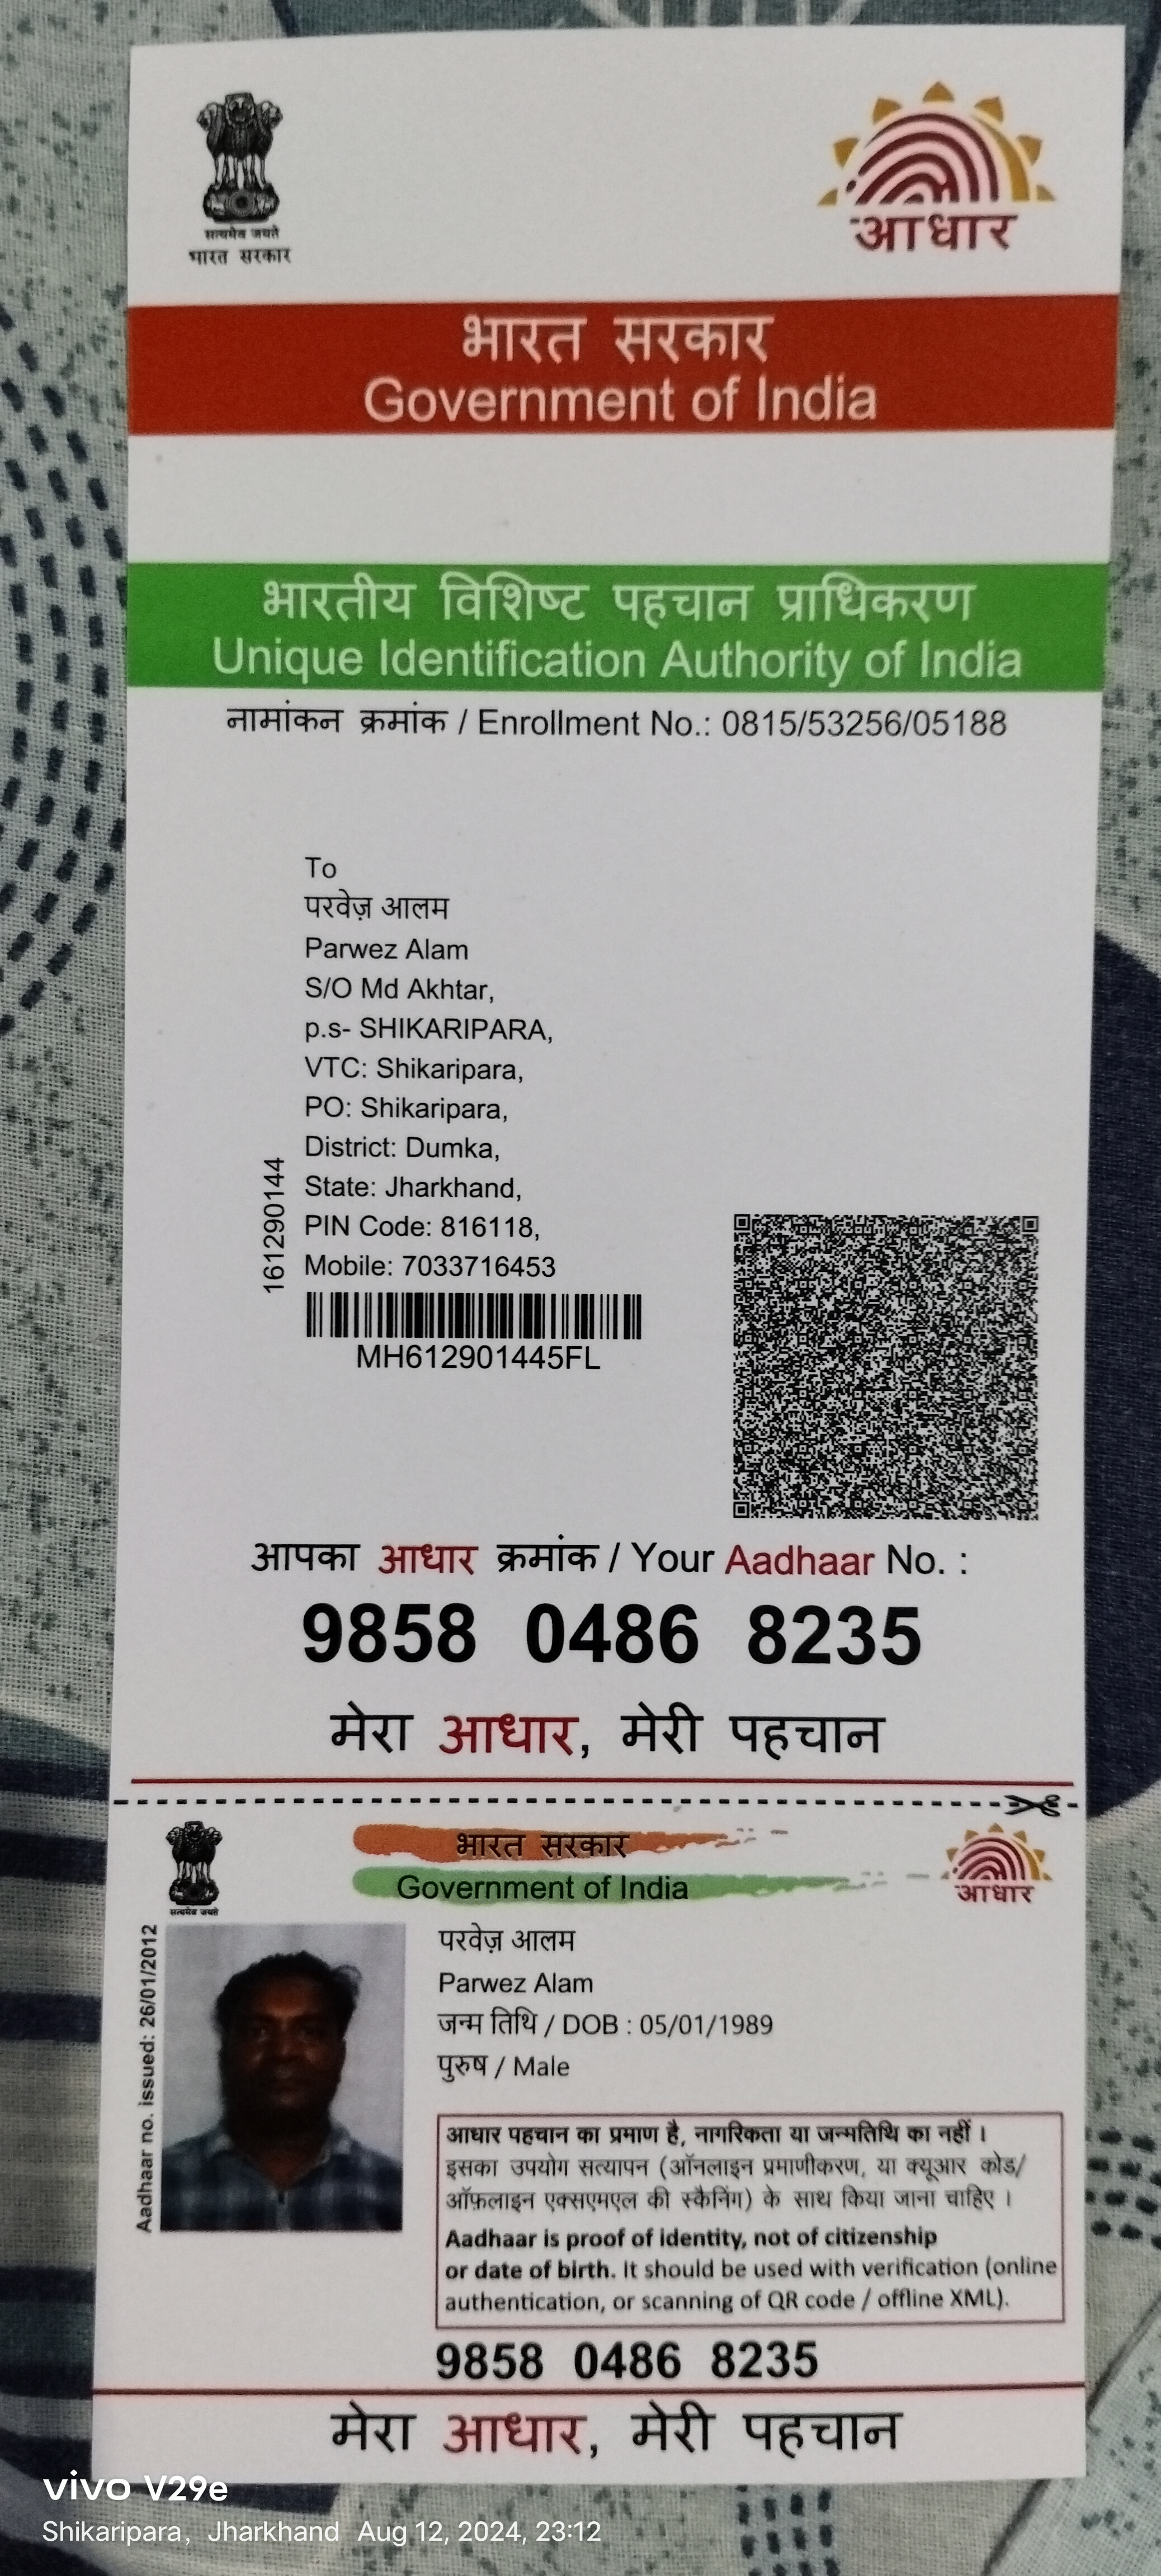 सत्यमेव जयते
भारत सरकार
आधार
भारत सरकार
Government of India
भारतीय विशिष्ट पहचान प्राधिकरण
Unique Identification Authority of India
नामांकन क्रमांक / Enrollment No.: 0815/53256/05188
To
परवेज़ आलम
Parwez Alam
S/O Md Akhtar,
p.s- SHIKARIPARA,
VTC: Shikaripara,
PO: Shikaripara,
District: Dumka,
State: Jharkhand,
PIN Code: 816118,
Mobile: 7033716453
161290144
MH612901445FL
आपका आधार क्रमांक / Your Aadhaar No. :
9858 0486 8235
मेरा आधार, मेरी पहचान
सत्यमेव जयते
भारत सरकार
Government of India
आधार
Aadhaar no. issued: 26/01/2012
परवेज़ आलम
Parwez Alam
जन्म तिथि / DOB : 05/01/1989
पुरुष / Male
आधार पहचान का प्रमाण है, नागरिकता या जन्मतिथि का नहीं ।
इसका उपयोग सत्यापन (ऑनलाइन प्रमाणीकरण, या क्यूआर कोड/
ऑफ़लाइन एक्सएमएल की स्कैनिंग) के साथ किया जाना चाहिए ।
Aadhaar is proof of identity, not of citizenship
or date of birth. It should be used with verification (online
authentication, or scanning of QR code / offline XML).
9858 0486 8235
मेरा आधार, मेरी पहचान
vivo V29e
Shikaripara, Jharkhand Aug 12, 2024, 23:12